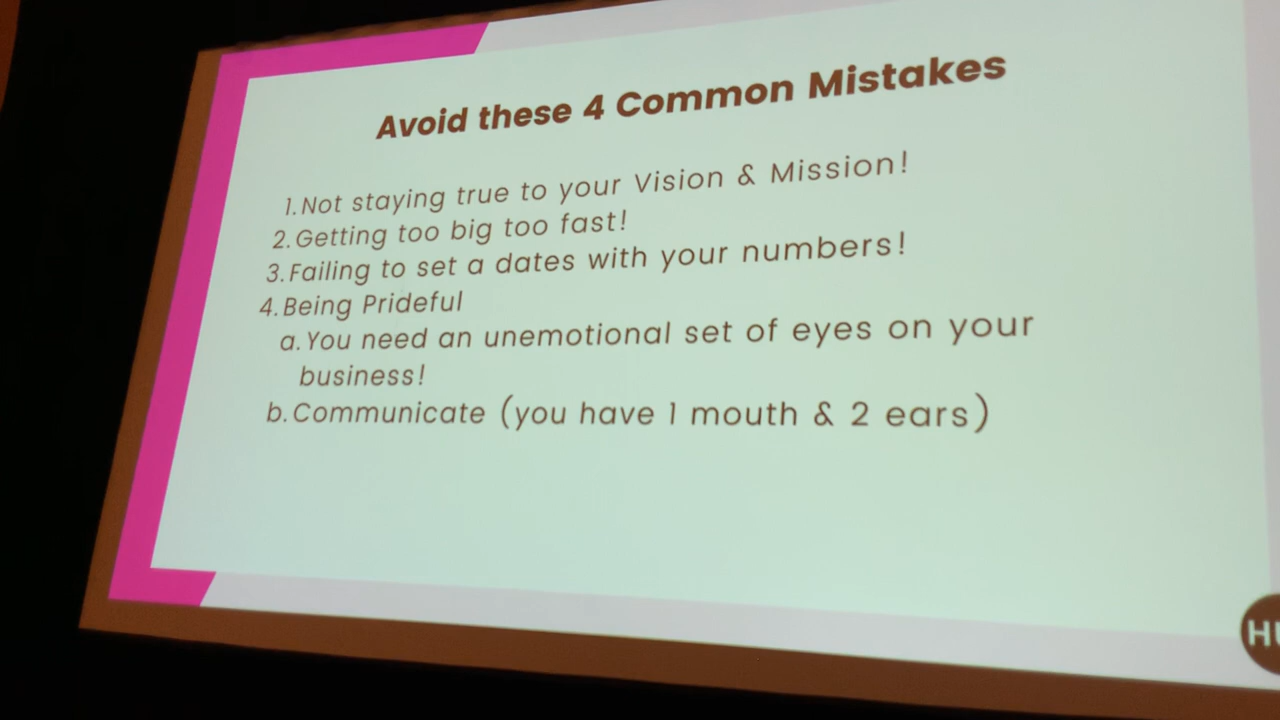 Avoid these 4 Common Mistakes
1. Not staying true to your Vision & Mission!
2. Getting too big too fast!
3. Failing to set a dates with your numbers!
4. Being Prideful
a. You need an unemotional set of eyes on your
business!
b. Communicate (you have 1 mouth & 2 ears)